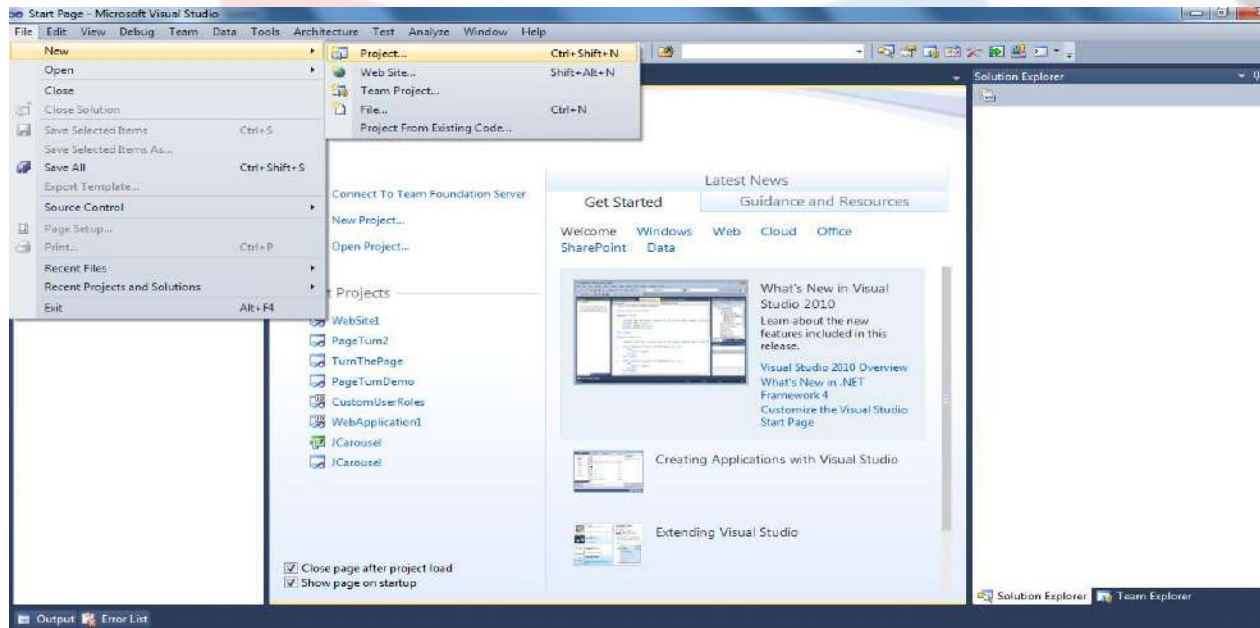 Start Page - Microsoft Visual Studio
File Edit View Debug Team Data Tools Architecture Test Analyze Window Help
New
Project... Ctrl+Shift+N
Web Site... Shift+Alt+N
Team Project...
File... Ctrl+N
Project From Existing Code...
Open
Close
Close Solution
Save Selected Items Ctrl+S
Save Selected Items As...
Save All Ctrl+Shift+S
Export Template...
Source Control
Page Setup...
Print... Ctrl+P
Recent Files
Recent Projects and Solutions
Exit Alt+F4
Connect To Team Foundation Server
New Project...
Open Project...
t Projects
WebSite1
PageTurn2
TurnThePage
PageTurnDemo
CustomUserRoles
WebApplication1
JCarousel
JCarousel
Close page after project load
Show page on startup
Latest News
Get Started Guidance and Resources
Welcome Windows Web Cloud Office
SharePoint Data
What's New in Visual
Studio 2010
Learn about the new
features included in this
release.
Visual Studio 2010 Overview
What's New in .NET
Framework 4
Customize the Visual Studio
Start Page
Creating Applications with Visual Studio
Extending Visual Studio
Solution Explorer
Solution Explorer Team Explorer
Output Error List